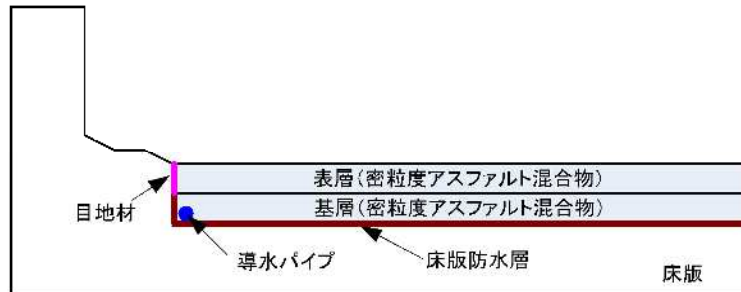 表層(密粒度アスファルト混合物)
基層(密粒度アスファルト混合物)
目地材
導水パイプ
床版防水層
床版